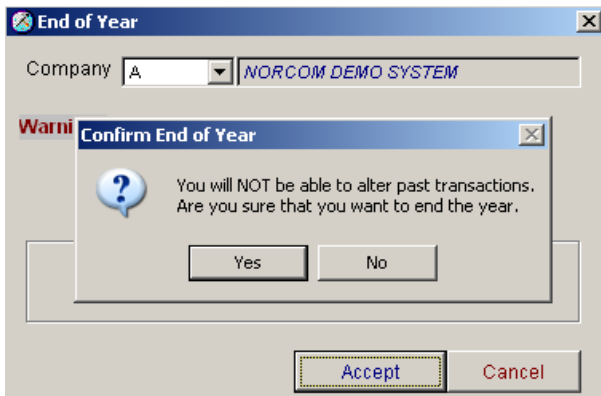 End of Year
Company A NORCOM DEMO SYSTEM
Confirm End of Year
You will NOT be able to alter past transactions.
Are you sure that you want to end the year.
Yes No
Accept Cancel